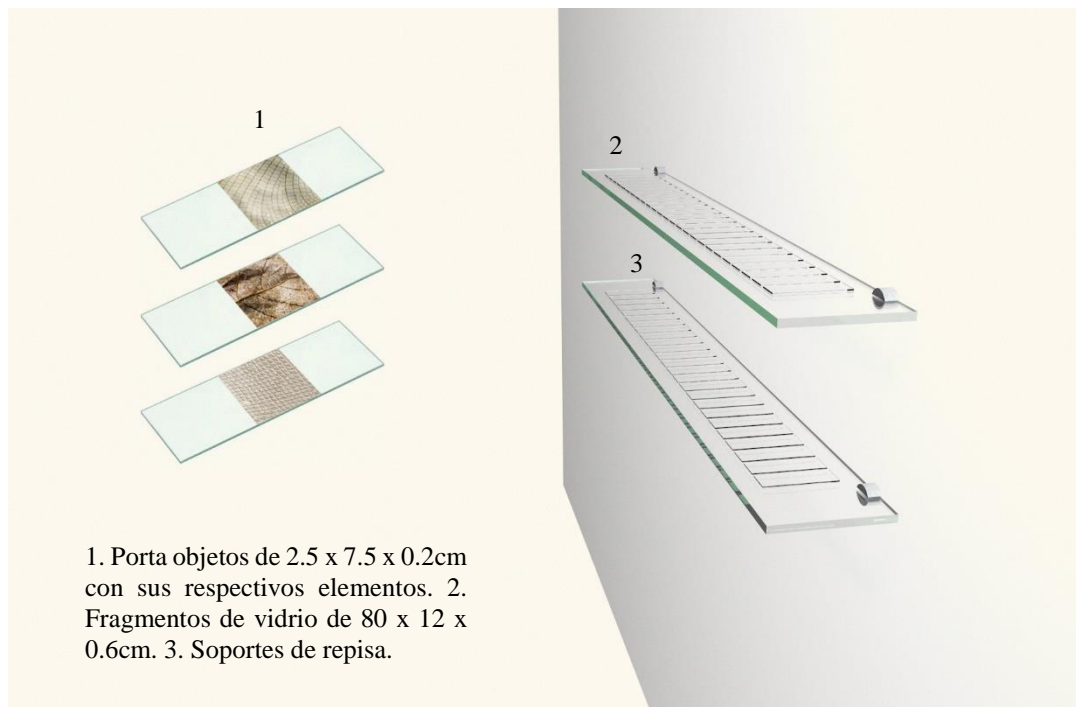 1
2
3
1. Porta objetos de 2.5 x 7.5 x 0.2cm
con sus respectivos elementos. 2.
Fragmentos de vidrio de 80 x 12 x
0.6cm. 3. Soportes de repisa.